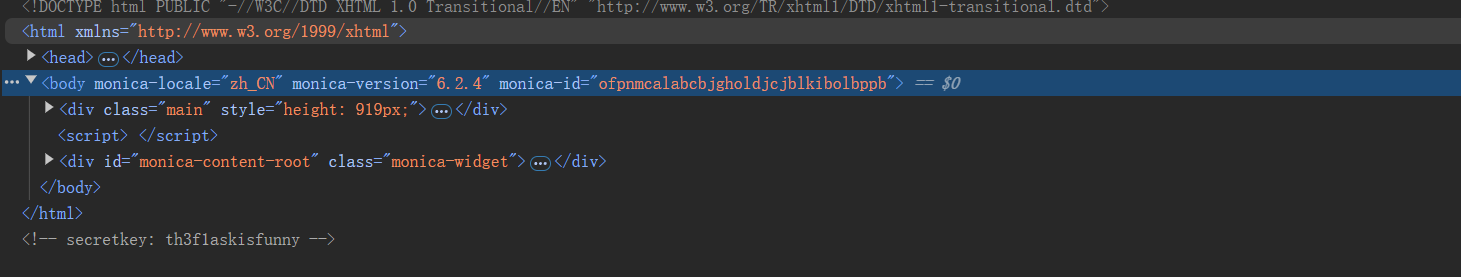 <!DOCTYPE html PUBLIC "-//W3C//DTD XHTML 1.0 Transitional//EN" "http://www.w3.org/TR/xhtml1/DTD/xhtml1-transitional.dtd">
<html xmlns="http://www.w3.org/1999/xhtml">
<head>…</head>
<body monica-locale="zh_CN" monica-version="6.2.4" monica-id="ofpnmcalabcbjgholdjcjblkibolbppb"> == $0
<div class="main" style="height: 919px;">…</div>
<script> </script>
<div id="monica-content-root" class="monica-widget">…</div>
</body>
</html>
<!-- secretkey: th3f1askisfunny -->